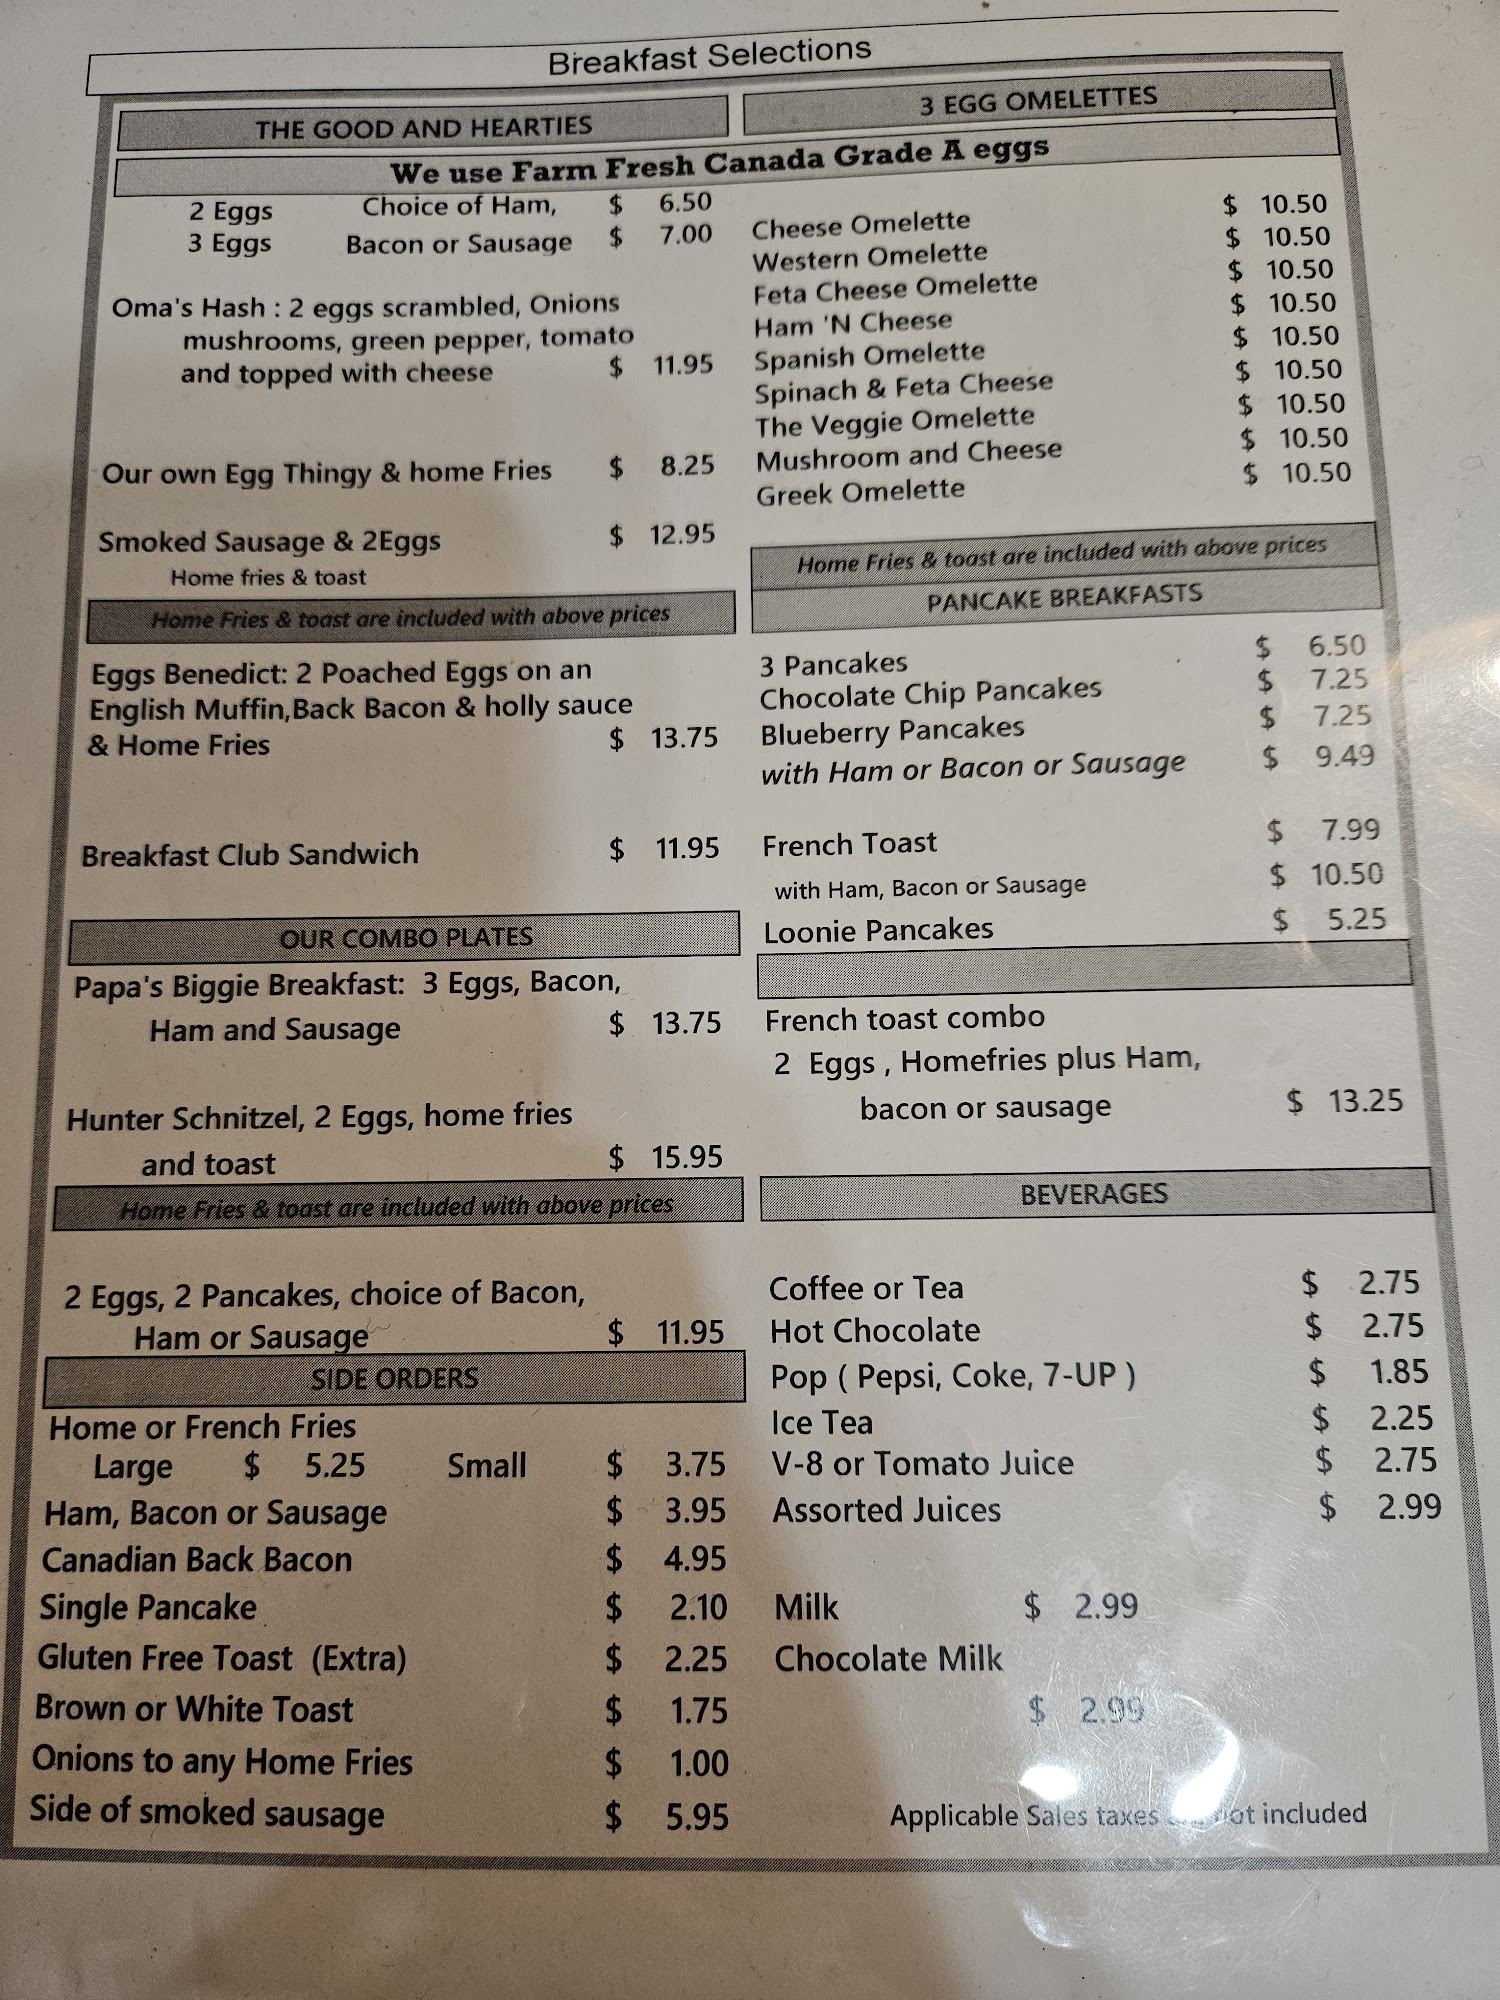 Breakfast Selections
THE GOOD AND HEARTIES
3 EGG OMELETTES
We use Farm Fresh Canada Grade A eggs
2 Eggs Choice of Ham, $ 6.50
3 Eggs Bacon or Sausage $ 7.00
Oma's Hash : 2 eggs scrambled, Onions
mushrooms, green pepper, tomato
and topped with cheese $ 11.95
Our own Egg Thingy & home Fries $ 8.25
Smoked Sausage & 2Eggs $ 12.95
Home fries & toast
Home Fries & toast are included with above prices
Eggs Benedict: 2 Poached Eggs on an
English Muffin,Back Bacon & holly sauce
& Home Fries $ 13.75
Breakfast Club Sandwich $ 11.95
OUR COMBO PLATES
Papa's Biggie Breakfast: 3 Eggs, Bacon,
Ham and Sausage $ 13.75
Hunter Schnitzel, 2 Eggs, home fries
and toast $ 15.95
Home Fries & toast are included with above prices
2 Eggs, 2 Pancakes, choice of Bacon,
Ham or Sausage $ 11.95
SIDE ORDERS
Home or French Fries
Large $ 5.25 Small $ 3.75
Ham, Bacon or Sausage $ 3.95
Canadian Back Bacon $ 4.95
Single Pancake $ 2.10
Gluten Free Toast (Extra) $ 2.25
Brown or White Toast $ 1.75
Onions to any Home Fries $ 1.00
Side of smoked sausage $ 5.95
Cheese Omelette $ 10.50
Western Omelette $ 10.50
Feta Cheese Omelette $ 10.50
Ham 'N Cheese $ 10.50
Spanish Omelette $ 10.50
Spinach & Feta Cheese $ 10.50
The Veggie Omelette $ 10.50
Mushroom and Cheese $ 10.50
Greek Omelette $ 10.50
Home Fries & toast are included with above prices
PANCAKE BREAKFASTS
3 Pancakes $ 6.50
Chocolate Chip Pancakes $ 7.25
Blueberry Pancakes $ 7.25
with Ham or Bacon or Sausage $ 9.49
French Toast $ 7.99
with Ham, Bacon or Sausage $ 10.50
Loonie Pancakes $ 5.25
French toast combo
2 Eggs , Homefries plus Ham,
bacon or sausage $ 13.25
BEVERAGES
Coffee or Tea $ 2.75
Hot Chocolate $ 2.75
Pop ( Pepsi, Coke, 7-UP ) $ 1.85
Ice Tea $ 2.25
V-8 or Tomato Juice $ 2.75
Assorted Juices $ 2.99
Milk $ 2.99
Chocolate Milk
$ 2.99
Applicable Sales taxes not included